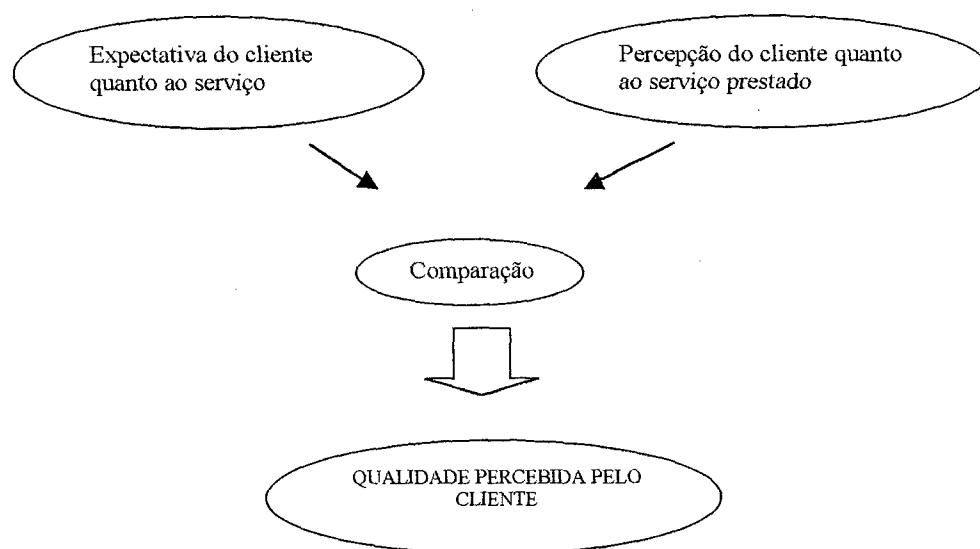 Expectativa do cliente
quanto ao serviço
Percepção do cliente quanto
ao serviço prestado
Comparação
QUALIDADE PERCEBIDA PELO
CLIENTE